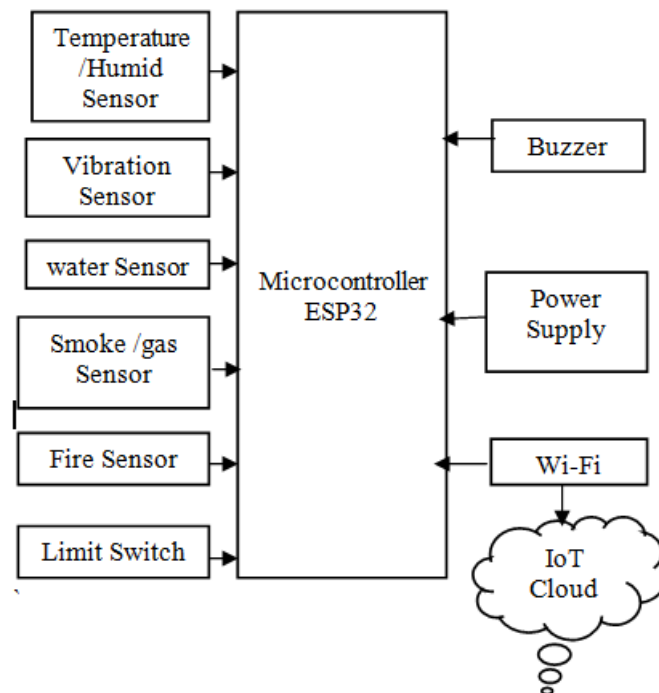 Temperature
/Humid
Sensor
Vibration
Sensor
water Sensor
Smoke /gas
Sensor
Fire Sensor
Limit Switch
Microcontroller
ESP32
Buzzer
Power
Supply
Wi-Fi
IoT
Cloud